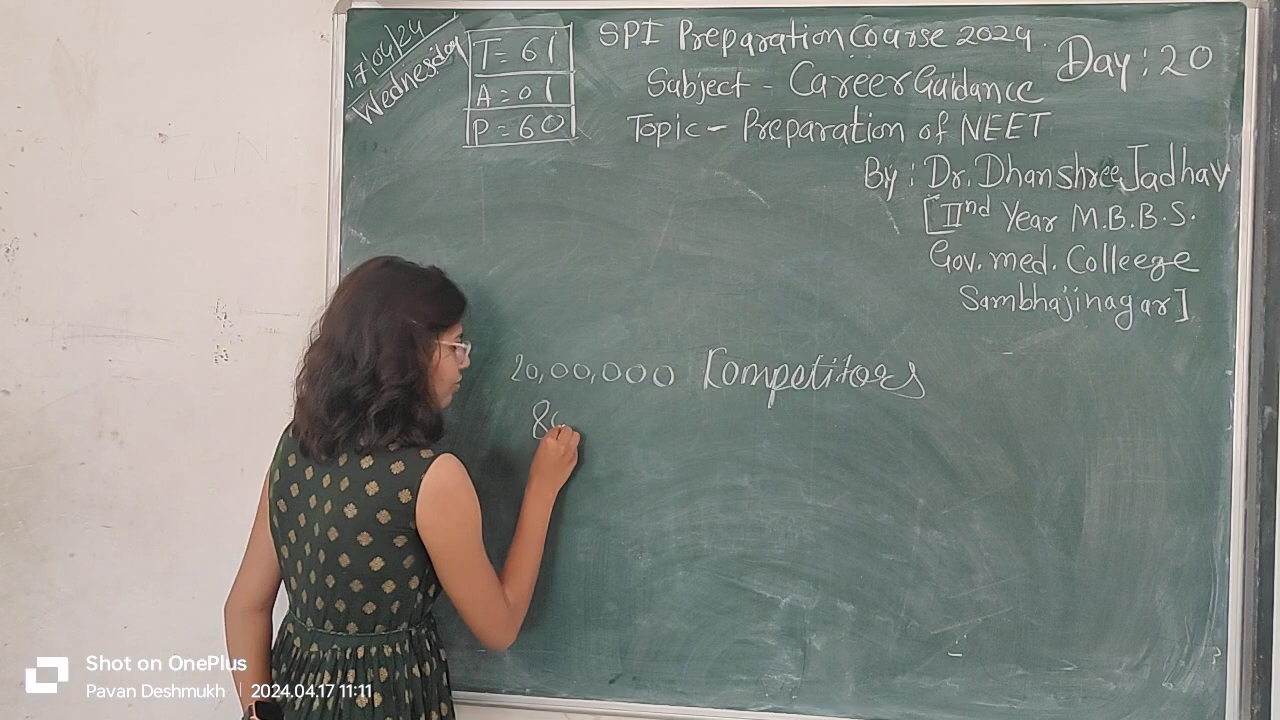 17/04/24
Wednesday
T = 61
A = 01
P = 60
SPI Preparation Course 2024.
Day : 20
Subject - Career Guidance
Topic - Preparation of NEET
By : Dr. Dhanshree Jadhav
[IInd Year M.B.B.S.
Gov. med. Colleege
Sambhajinagar]
20,00,000 Competitors
8
Shot on OnePlus
Pavan Deshmukh | 2024.04.17 11:11